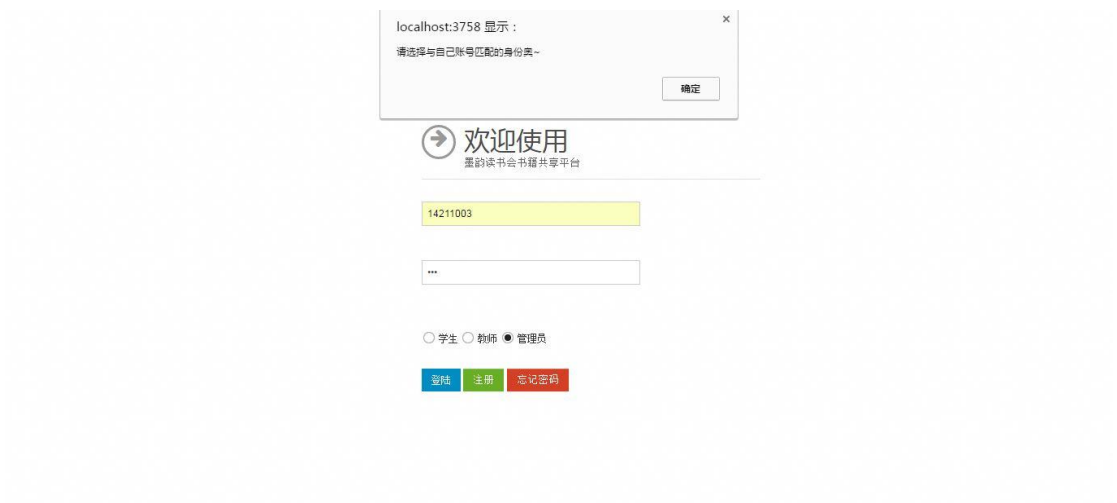 localhost:3758 显示：
×
请选择与自己账号匹配的身份奥~
确定
欢迎使用
墨韵读书会书籍共享平台
14211003
•••
学生 教师 管理员
登陆 注册 忘记密码